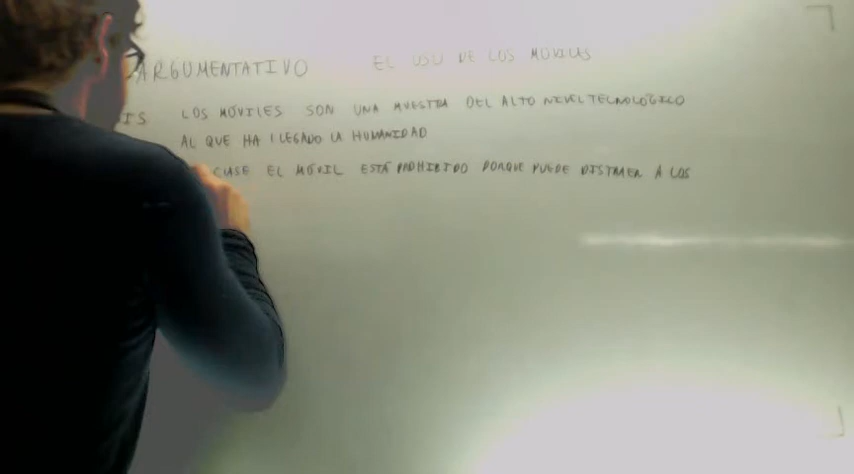 ARGUMENTATIVO EL USO DE LOS MÓVILES
IS LOS MÓVILES SON UNA MUESTRA DEL ALTO NIVEL TECNOLÓGICO
AL QUE HA LLEGADO LA HUMANIDAD
CLASE EL MÓVIL ESTÁ PROHIBIDO PORQUE PUEDE DISTRAER A LOS